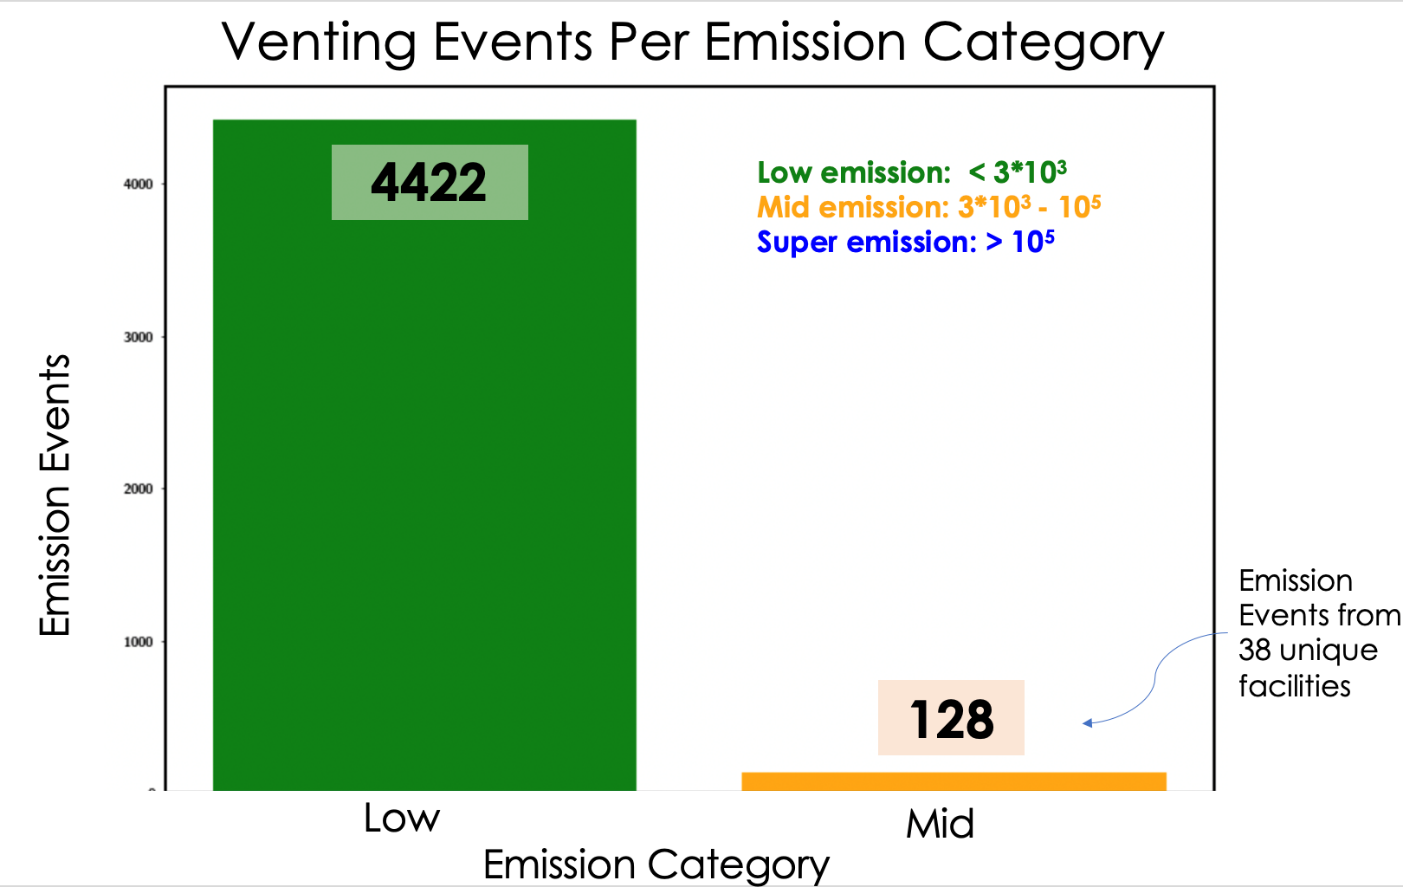 Venting Events Per Emission Category
4422
Low emission:  < 3*10³
Mid emission: 3*10³ - 10⁵
Super emission: > 10⁵
4000
3000
2000
1000
0
Emission Events
128
Emission
Events from
38 unique
facilities
Low
Mid
Emission Category